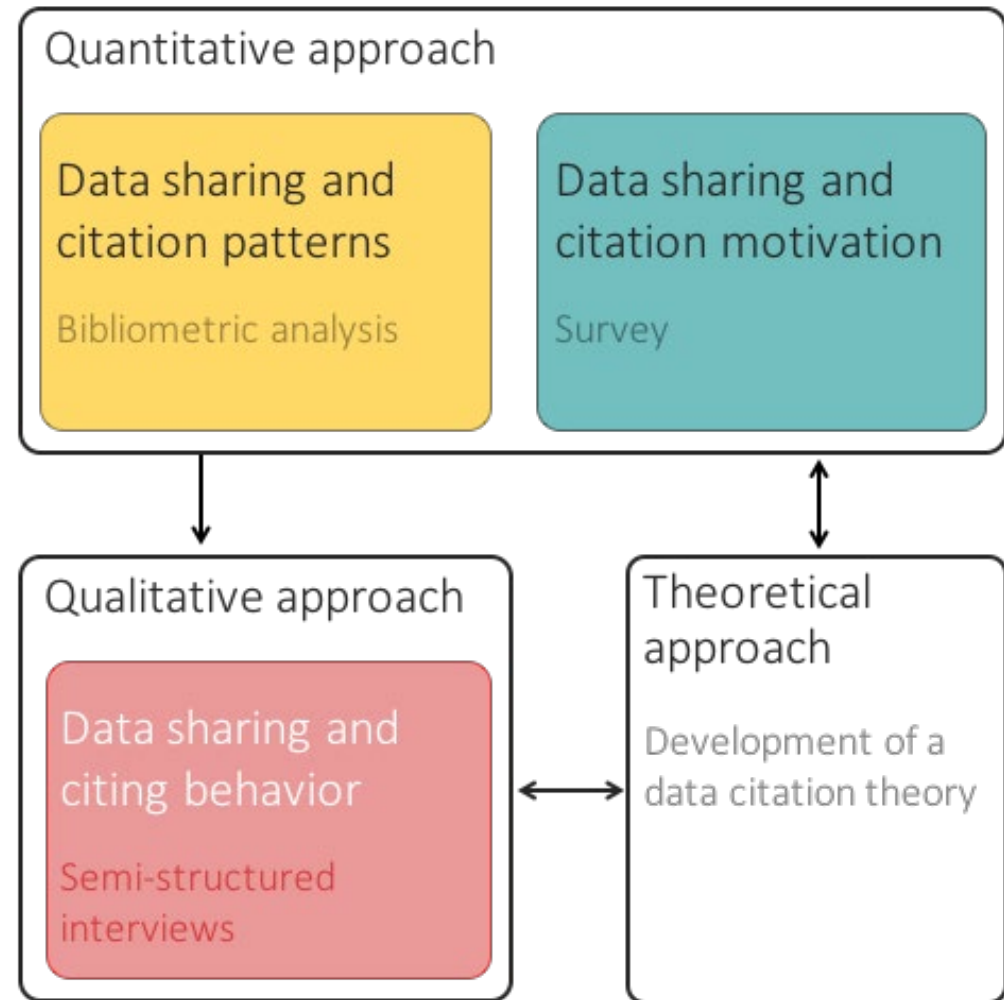 Quantitative approach
Data sharing and
citation patterns
Bibliometric analysis
Data sharing and
citation motivation
Survey
Qualitative approach
Data sharing and
citing behavior
Semi-structured
interviews
Theoretical
approach
Development of a
data citation theory